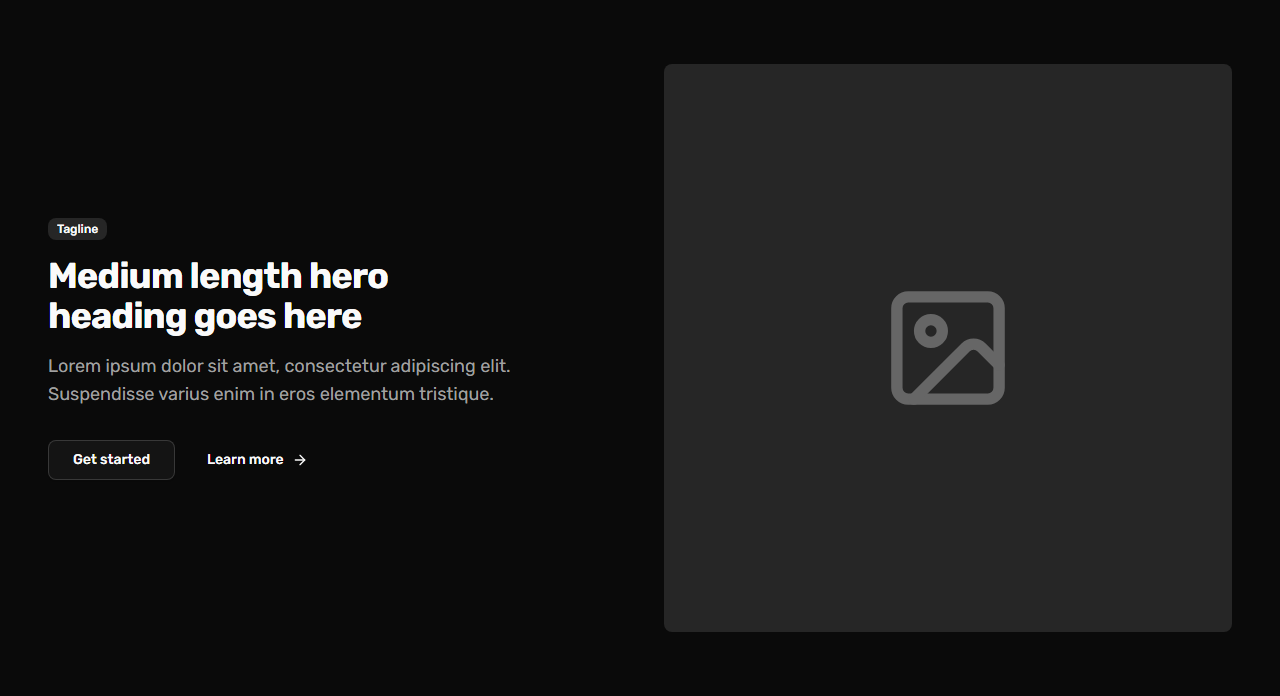 Tagline
Medium length hero
heading goes here
Lorem ipsum dolor sit amet, consectetur adipiscing elit.
Suspendisse varius enim in eros elementum tristique.
Get started
Learn more